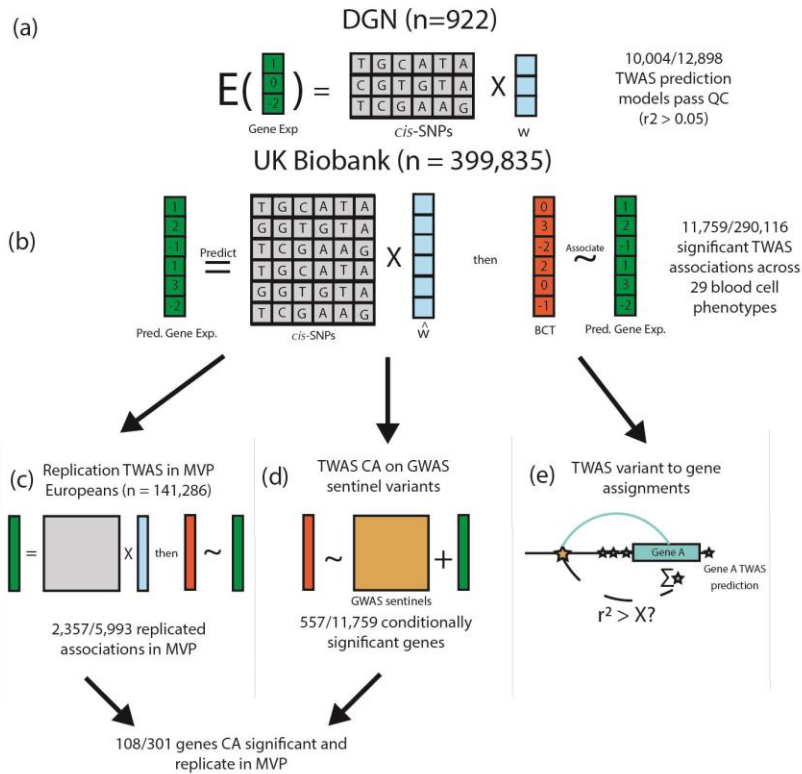 (a)
DGN (n=922)
E( 1 0 -2 ) = T G C A T A X
C G T G T A
T C G A A G
Gene Exp
cis-SNPs
w
10,004/12,898
TWAS prediction
models pass QC
(r2 > 0.05)
UK Biobank (n = 399,835)
(b)
1
2
-1
1
3
-2
Pred. Gene Exp.
Predict
=
T G C A T A
G G T G T A
T C G A A G
T G C A T A
G G T G T A
T C G A A G
cis-SNPs
X
ŵ
then
0
3
-2
2
0
-1
BCT
Associate
~
1
2
-1
1
3
-2
Pred. Gene Exp.
11,759/290,116
significant TWAS
associations across
29 blood cell
phenotypes
(c)
Replication TWAS in MVP
Europeans (n = 141,286)
= X then ~
2,357/5,993 replicated
associations in MVP
(d)
TWAS CA on GWAS
sentinel variants
~ +
GWAS sentinels
557/11,759 conditionally
significant genes
(e)
TWAS variant to gene
assignments
Gene A
Gene A TWAS
prediction
Σ
r² > X?
108/301 genes CA significant and
replicate in MVP